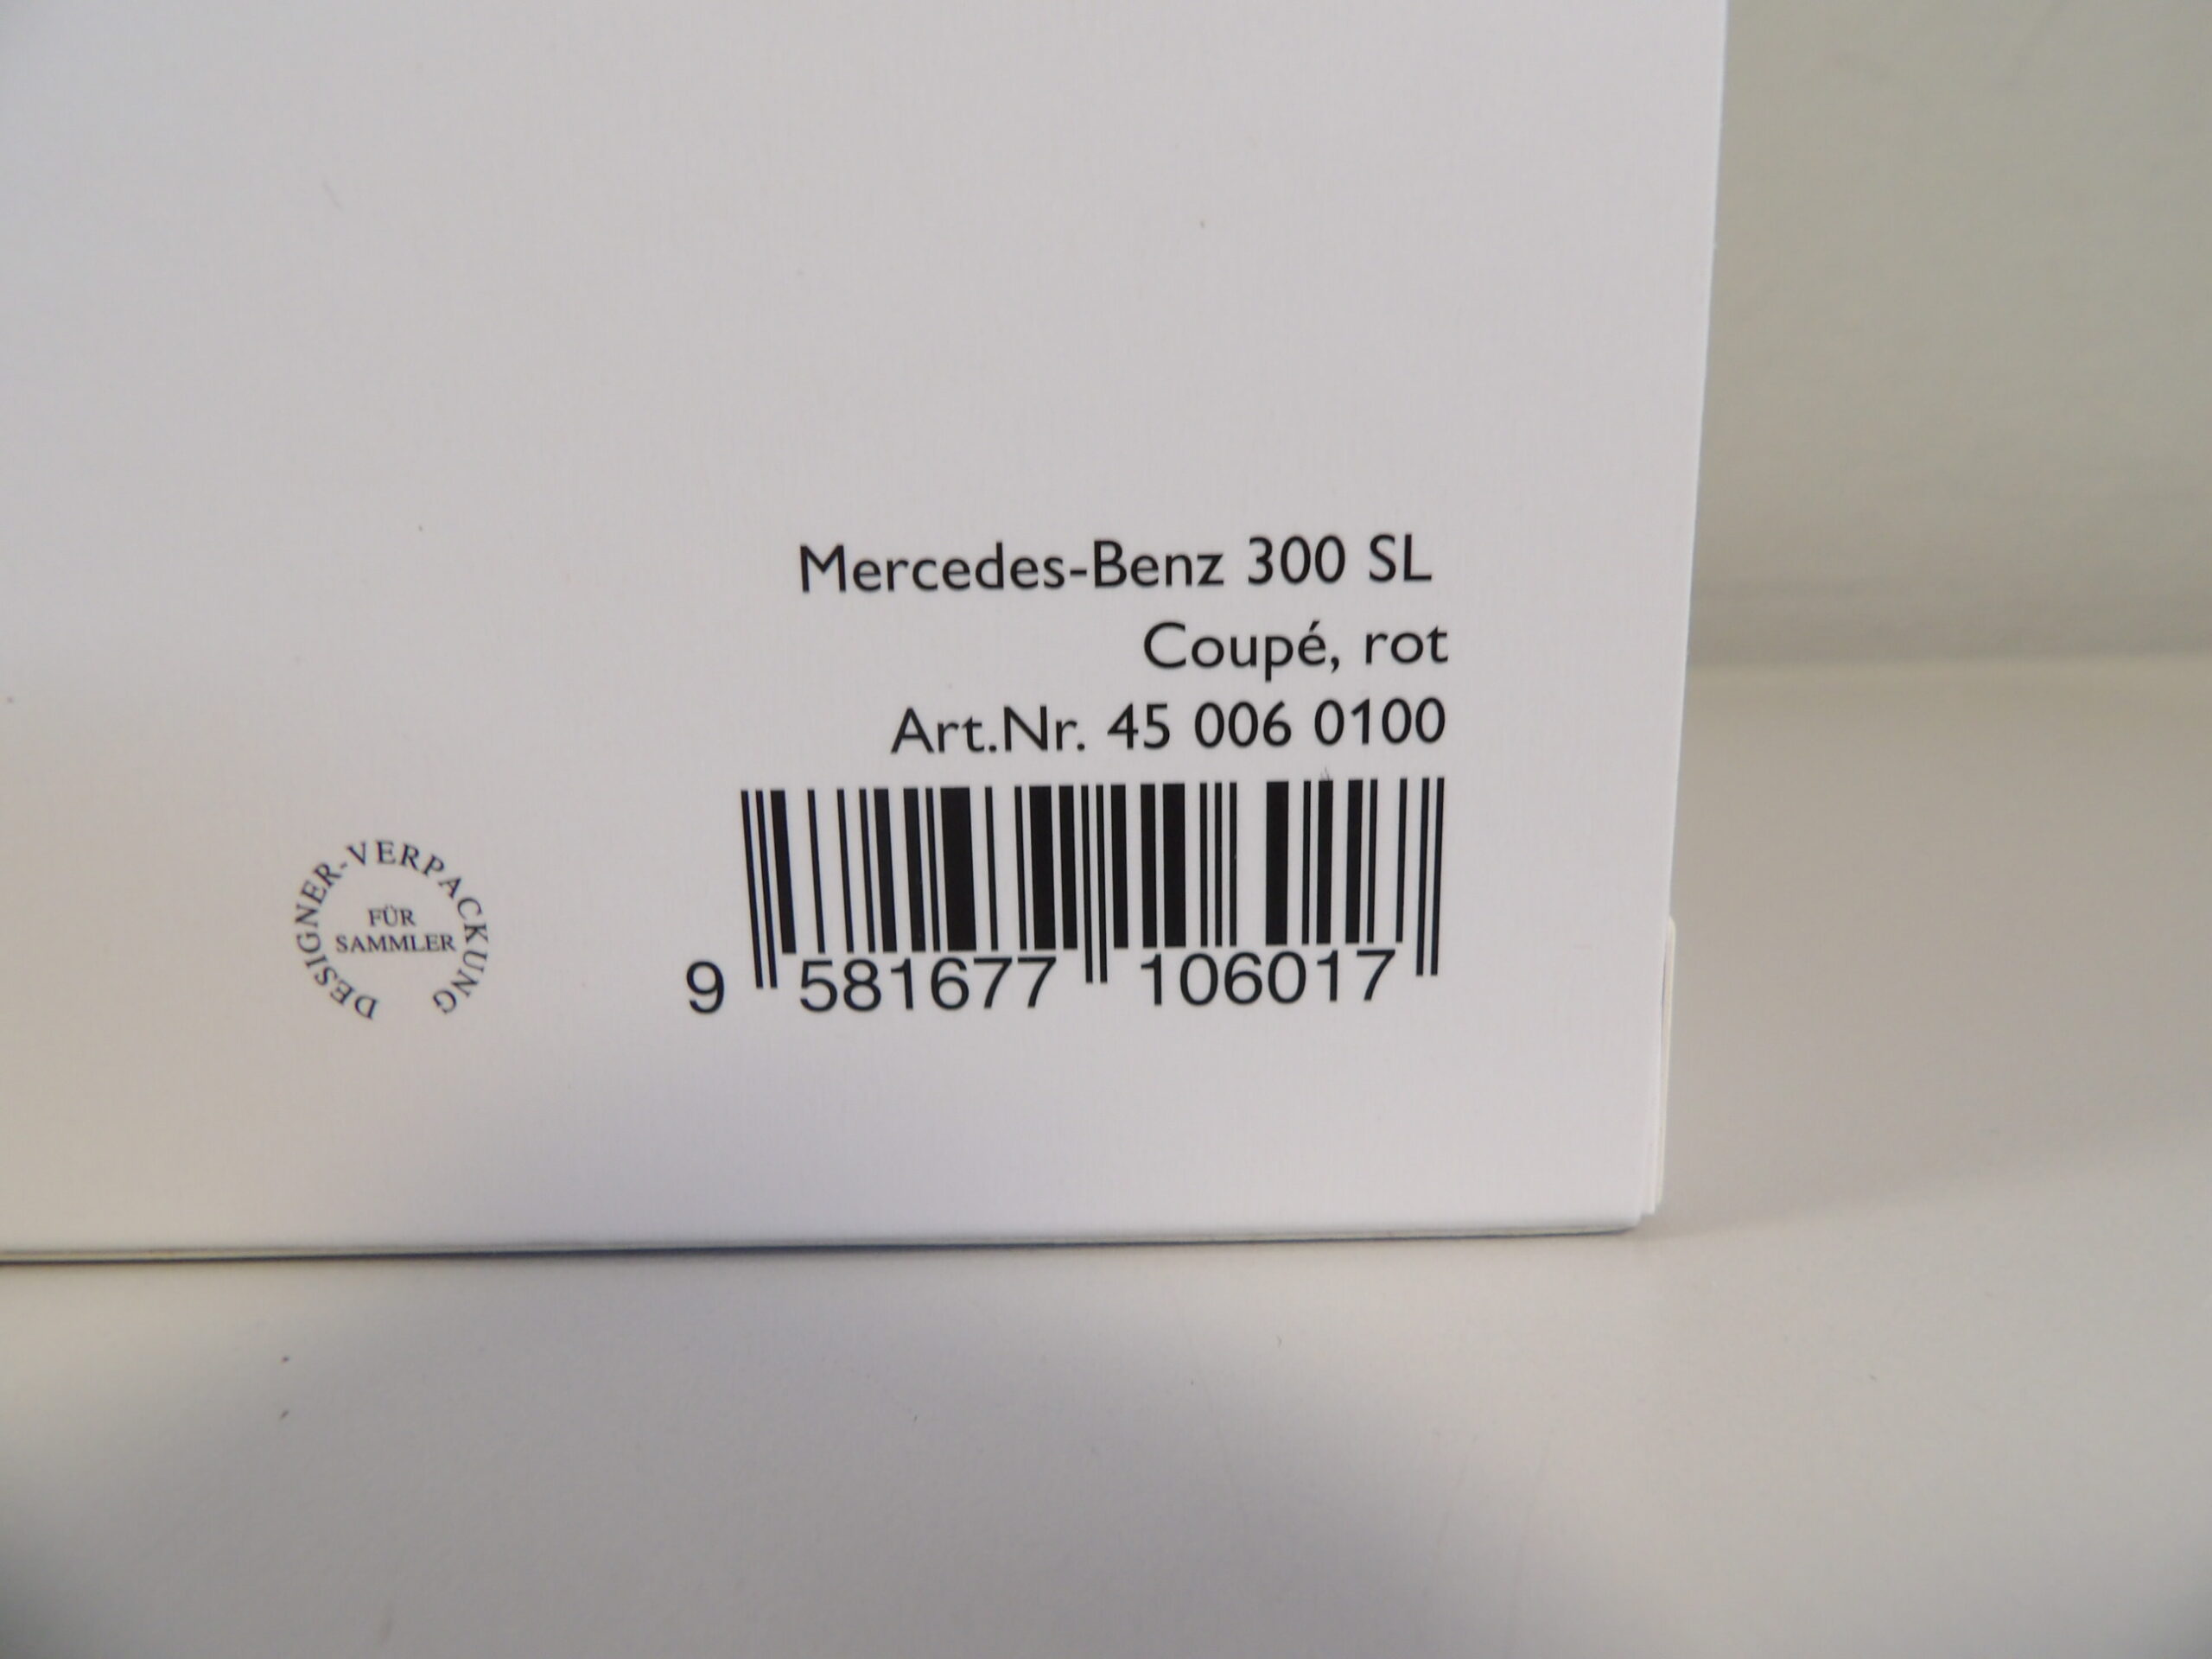 Mercedes-Benz 300 SL
Coupé, rot
Art.Nr. 45 006 0100
9 581677 106017
DESIGNER-VERPACKUNG
FÜR
SAMMLER